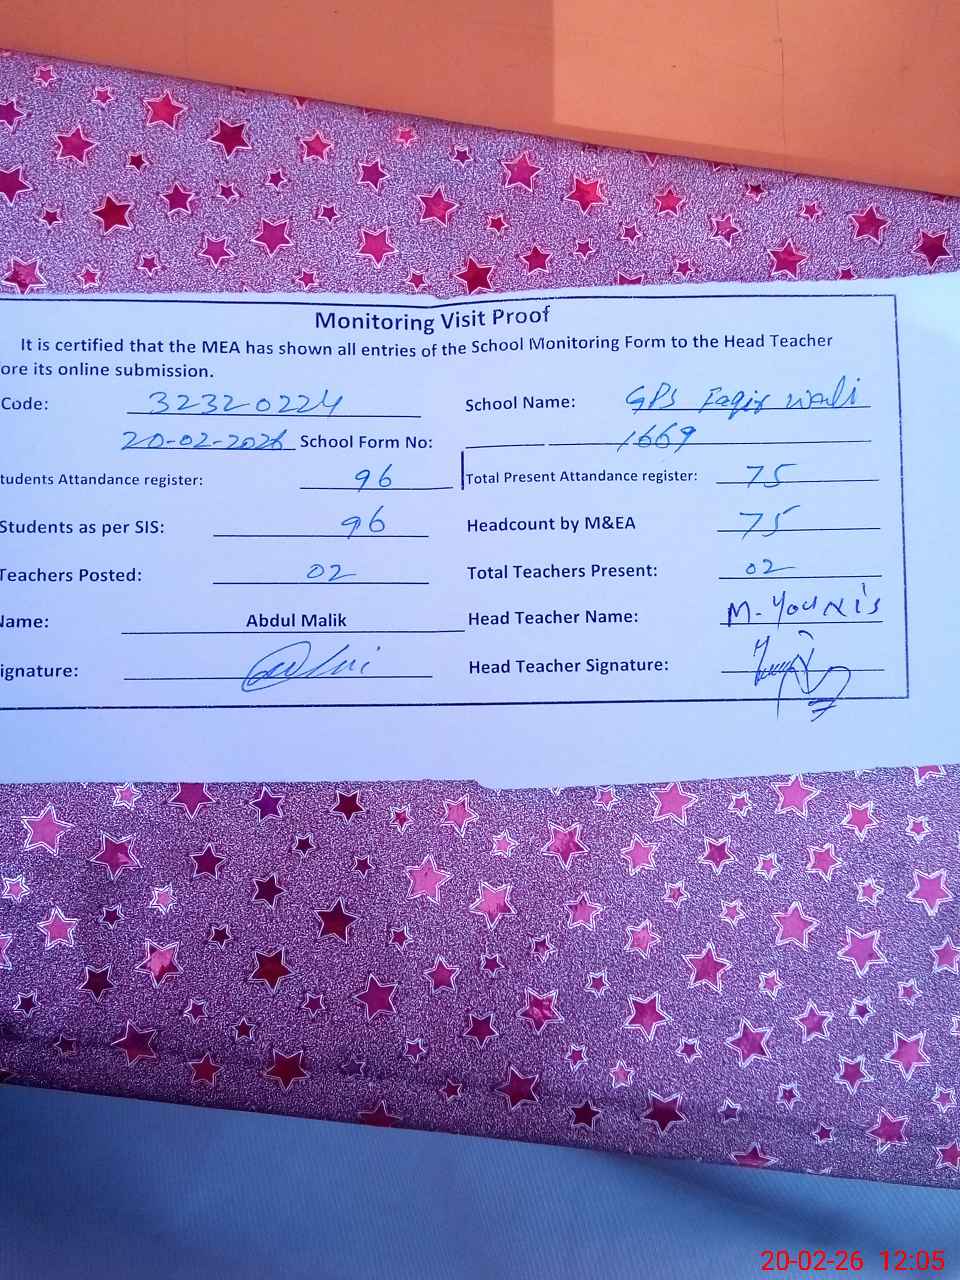 Monitoring Visit Proof
It is certified that the MEA has shown all entries of the School Monitoring Form to the Head Teacher
ore its online submission.
Code: 32320224 School Name: GPS Faqir Wali
20-02-2026 School Form No: 1669
tudents Attandance register: 96 Total Present Attandance register: 75
Students as per SIS: 96 Headcount by M&EA 75
Teachers Posted: 02 Total Teachers Present: 02
Name: Abdul Malik Head Teacher Name: M. Younis
ignature: Head Teacher Signature:
20-02-26 12:05